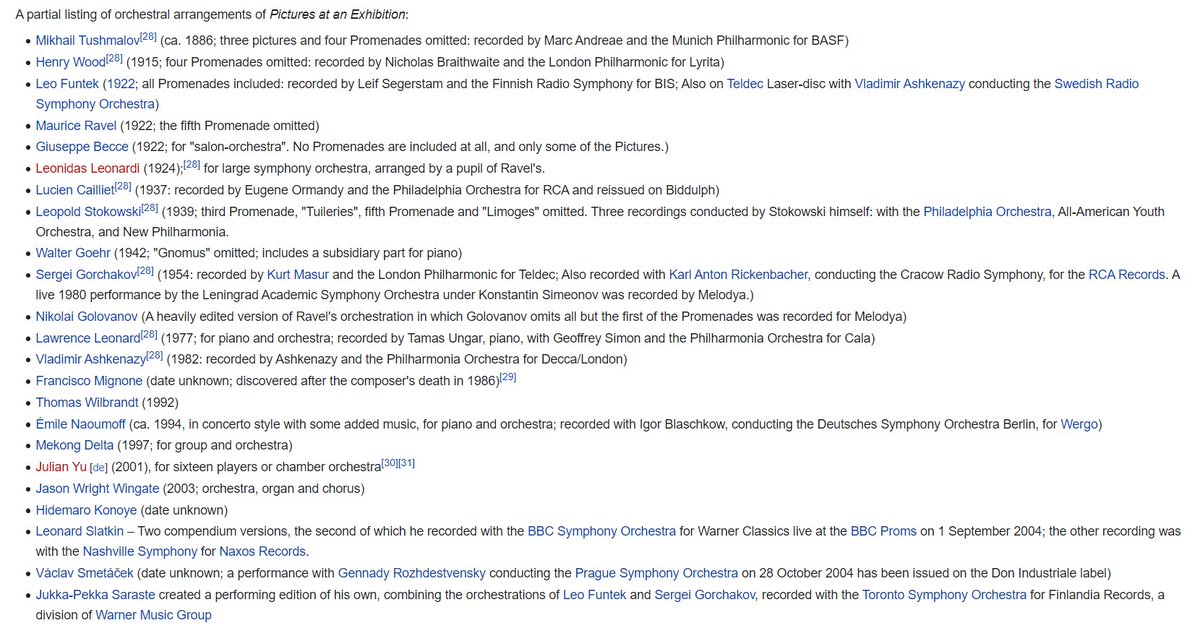 A partial listing of orchestral arrangements of Pictures at an Exhibition:
• Mikhail Tushmalov[28] (ca. 1886; three pictures and four Promenades omitted: recorded by Marc Andreae and the Munich Philharmonic for BASF)
• Henry Wood[28] (1915; four Promenades omitted: recorded by Nicholas Braithwaite and the London Philharmonic for Lyrita)
• Leo Funtek (1922; all Promenades included: recorded by Leif Segerstam and the Finnish Radio Symphony for BIS; Also on Teldec Laser-disc with Vladimir Ashkenazy conducting the Swedish Radio
Symphony Orchestra)
• Maurice Ravel (1922; the fifth Promenade omitted)
• Giuseppe Becce (1922; for "salon-orchestra". No Promenades are included at all, and only some of the Pictures.)
• Leonidas Leonardi (1924);[28] for large symphony orchestra, arranged by a pupil of Ravel's.
• Lucien Cailliet[28] (1937: recorded by Eugene Ormandy and the Philadelphia Orchestra for RCA and reissued on Biddulph)
• Leopold Stokowski[28] (1939; third Promenade, "Tuileries", fifth Promenade and "Limoges" omitted. Three recordings conducted by Stokowski himself: with the Philadelphia Orchestra, All-American Youth
Orchestra, and New Philharmonia.
• Walter Goehr (1942; "Gnomus" omitted; includes a subsidiary part for piano)
• Sergei Gorchakov[28] (1954: recorded by Kurt Masur and the London Philharmonic for Teldec; Also recorded with Karl Anton Rickenbacher, conducting the Cracow Radio Symphony, for the RCA Records. A
live 1980 performance by the Leningrad Academic Symphony Orchestra under Konstantin Simeonov was recorded by Melodya.)
• Nikolai Golovanov (A heavily edited version of Ravel's orchestration in which Golovanov omits all but the first of the Promenades was recorded for Melodya)
• Lawrence Leonard[28] (1977; for piano and orchestra; recorded by Tamas Ungar, piano, with Geoffrey Simon and the Philharmonia Orchestra for Cala)
• Vladimir Ashkenazy[28] (1982: recorded by Ashkenazy and the Philharmonia Orchestra for Decca/London)
• Francisco Mignone (date unknown; discovered after the composer's death in 1986)[29]
• Thomas Wilbrandt (1992)
• Émile Naoumoff (ca. 1994, in concerto style with some added music, for piano and orchestra; recorded with Igor Blaschkow, conducting the Deutsches Symphony Orchestra Berlin, for Wergo)
• Mekong Delta (1997; for group and orchestra)
• Julian Yu [de] (2001), for sixteen players or chamber orchestra[30][31]
• Jason Wright Wingate (2003; orchestra, organ and chorus)
• Hidemaro Konoye (date unknown)
• Leonard Slatkin – Two compendium versions, the second of which he recorded with the BBC Symphony Orchestra for Warner Classics live at the BBC Proms on 1 September 2004; the other recording was
with the Nashville Symphony for Naxos Records.
• Václav Smetáček (date unknown; a performance with Gennady Rozhdestvensky conducting the Prague Symphony Orchestra on 28 October 2004 has been issued on the Don Industriale label)
• Jukka-Pekka Saraste created a performing edition of his own, combining the orchestrations of Leo Funtek and Sergei Gorchakov, recorded with the Toronto Symphony Orchestra for Finlandia Records, a
division of Warner Music Group